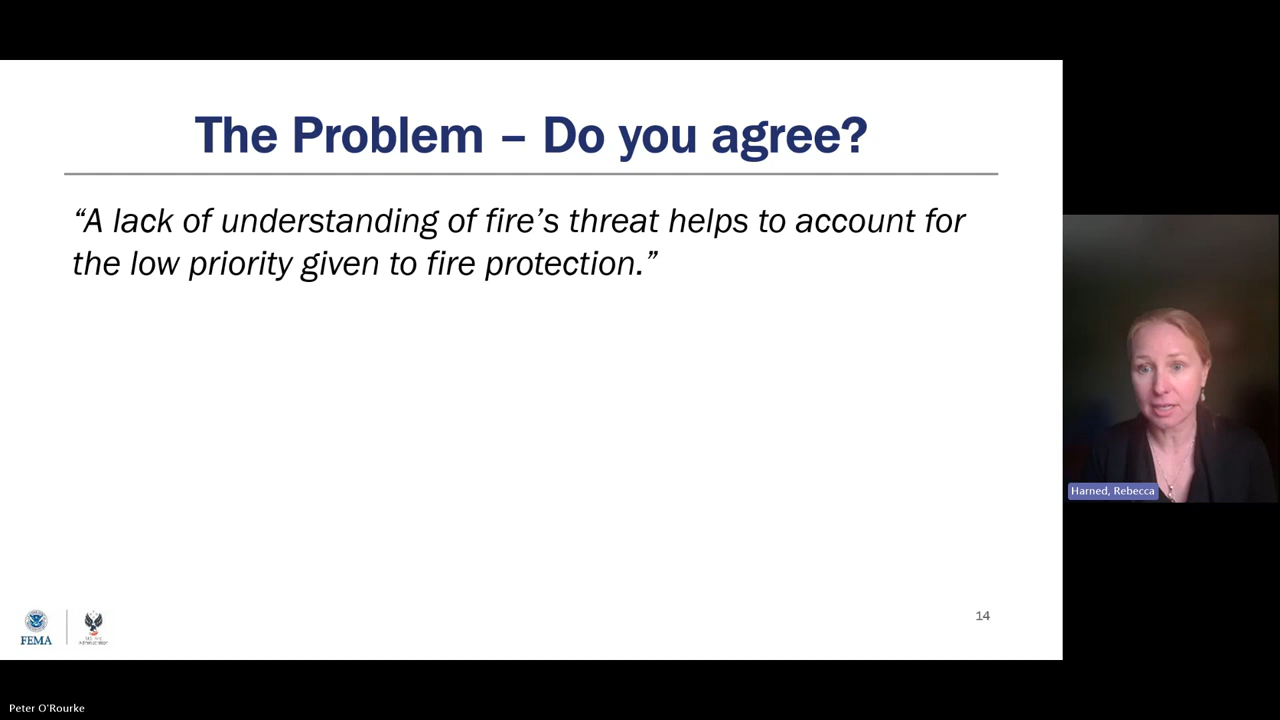 The Problem – Do you agree?
“A lack of understanding of fire’s threat helps to account for
the low priority given to fire protection.”
Harned, Rebecca
FEMA
14
Peter O'Rourke